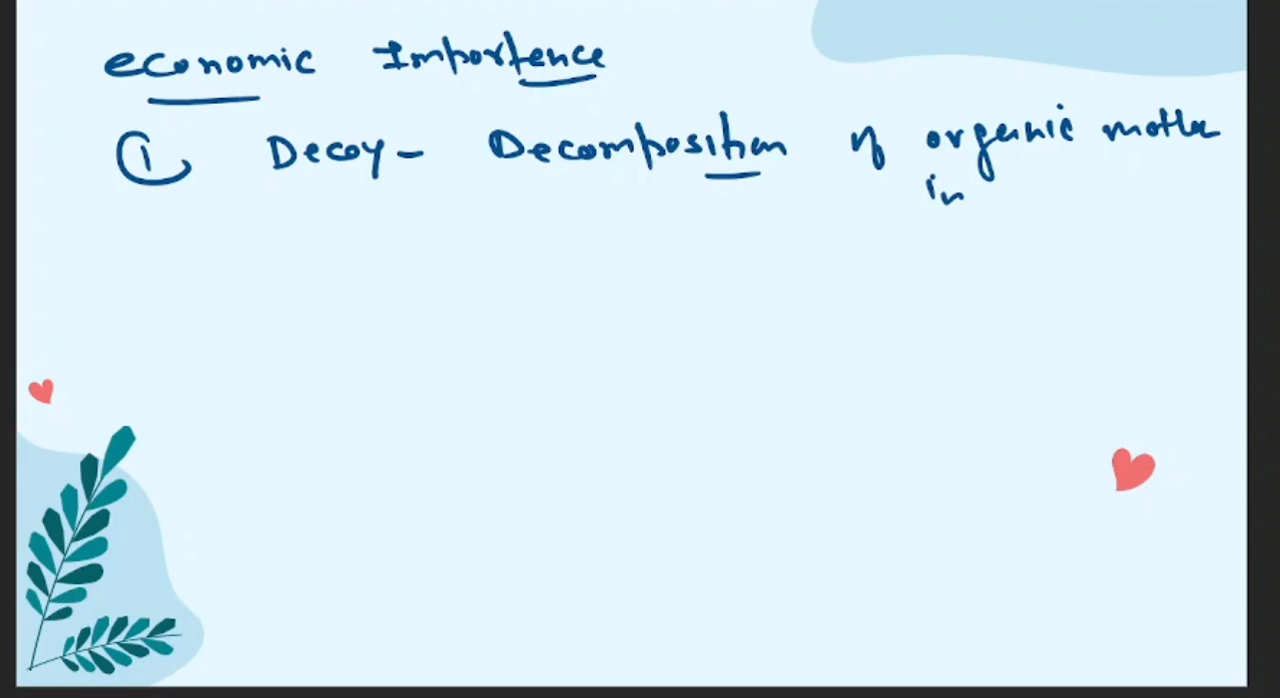 economic Importence
① Decay - Decomposition of organic matter
in